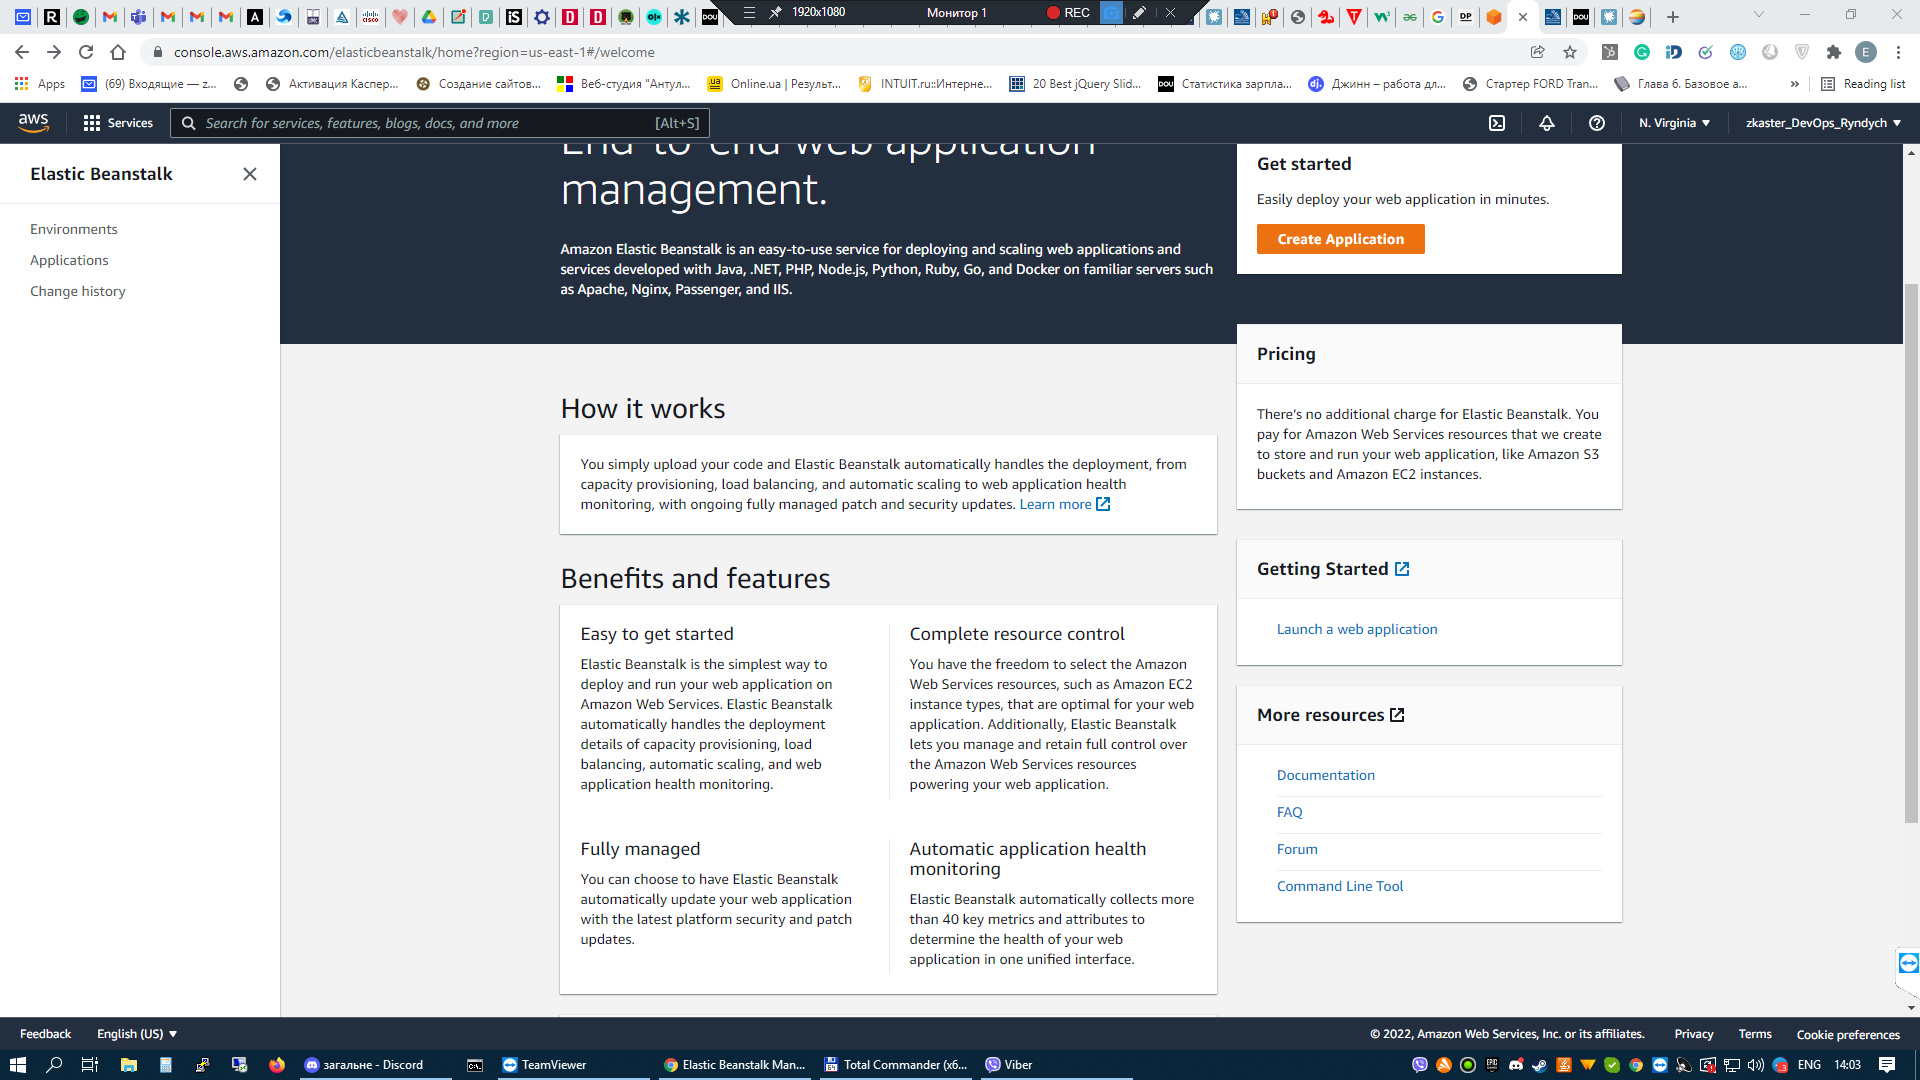 1920x1080
Монитор 1
REC
console.aws.amazon.com/elasticbeanstalk/home?region=us-east-1#/welcome
E
Apps
(69) Входящие — z...
Активация Каспер...
Создание сайтов...
Веб-студия "Антул...
Online.ua | Результ...
INTUIT.ru::Интерне...
20 Best jQuery Slid...
DOU
Статистика зарпла...
Джинн – работа дл...
Стартер FORD Tran...
Глава 6. Базовое а...
»
Reading list
aws
Services
Search for services, features, blogs, docs, and more
[Alt+S]
N. Virginia
zkaster_DevOps_Ryndych
Elastic Beanstalk
Environments
Applications
Change history
End-to-end web application
management.
Amazon Elastic Beanstalk is an easy-to-use service for deploying and scaling web applications and
services developed with Java, .NET, PHP, Node.js, Python, Ruby, Go, and Docker on familiar servers such
as Apache, Nginx, Passenger, and IIS.
Get started
Easily deploy your web application in minutes.
Create Application
Pricing
There's no additional charge for Elastic Beanstalk. You
pay for Amazon Web Services resources that we create
to store and run your web application, like Amazon S3
buckets and Amazon EC2 instances.
How it works
You simply upload your code and Elastic Beanstalk automatically handles the deployment, from
capacity provisioning, load balancing, and automatic scaling to web application health
monitoring, with ongoing fully managed patch and security updates. Learn more
Getting Started
Launch a web application
Benefits and features
Easy to get started
Elastic Beanstalk is the simplest way to
deploy and run your web application on
Amazon Web Services. Elastic Beanstalk
automatically handles the deployment
details of capacity provisioning, load
balancing, automatic scaling, and web
application health monitoring.
Complete resource control
You have the freedom to select the Amazon
Web Services resources, such as Amazon EC2
instance types, that are optimal for your web
application. Additionally, Elastic Beanstalk
lets you manage and retain full control over
the Amazon Web Services resources
powering your web application.
Fully managed
You can choose to have Elastic Beanstalk
automatically update your web application
with the latest platform security and patch
updates.
Automatic application health
monitoring
Elastic Beanstalk automatically collects more
than 40 key metrics and attributes to
determine the health of your web
application in one unified interface.
More resources
Documentation
FAQ
Forum
Command Line Tool
Feedback
English (US)
© 2022, Amazon Web Services, Inc. or its affiliates.
Privacy
Terms
Cookie preferences
загальне - Discord
TeamViewer
Elastic Beanstalk Man...
Total Commander (x6...
Viber
ENG
14:03